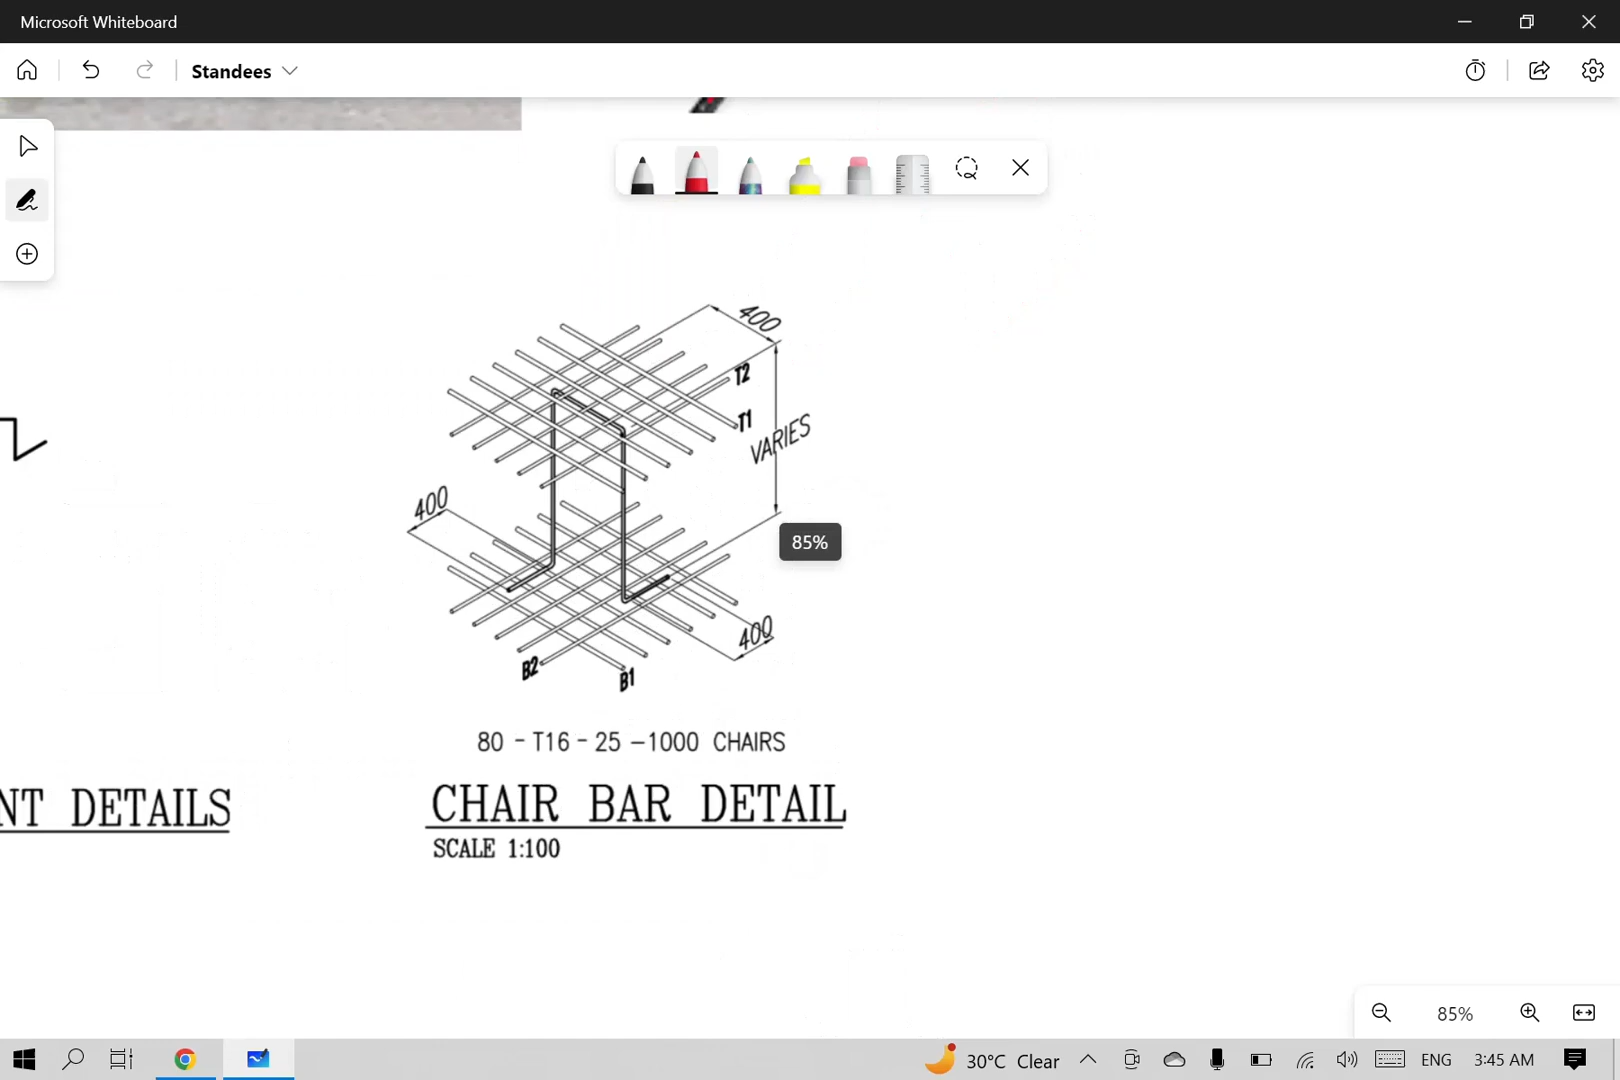 Microsoft Whiteboard
Standees
400
T2
T1
VARIES
400
85%
400
B2
B1
80 - T16 - 25 -1000 CHAIRS
NT DETAILS
CHAIR BAR DETAIL
SCALE 1:100
85%
30°C Clear
ENG
3:45 AM